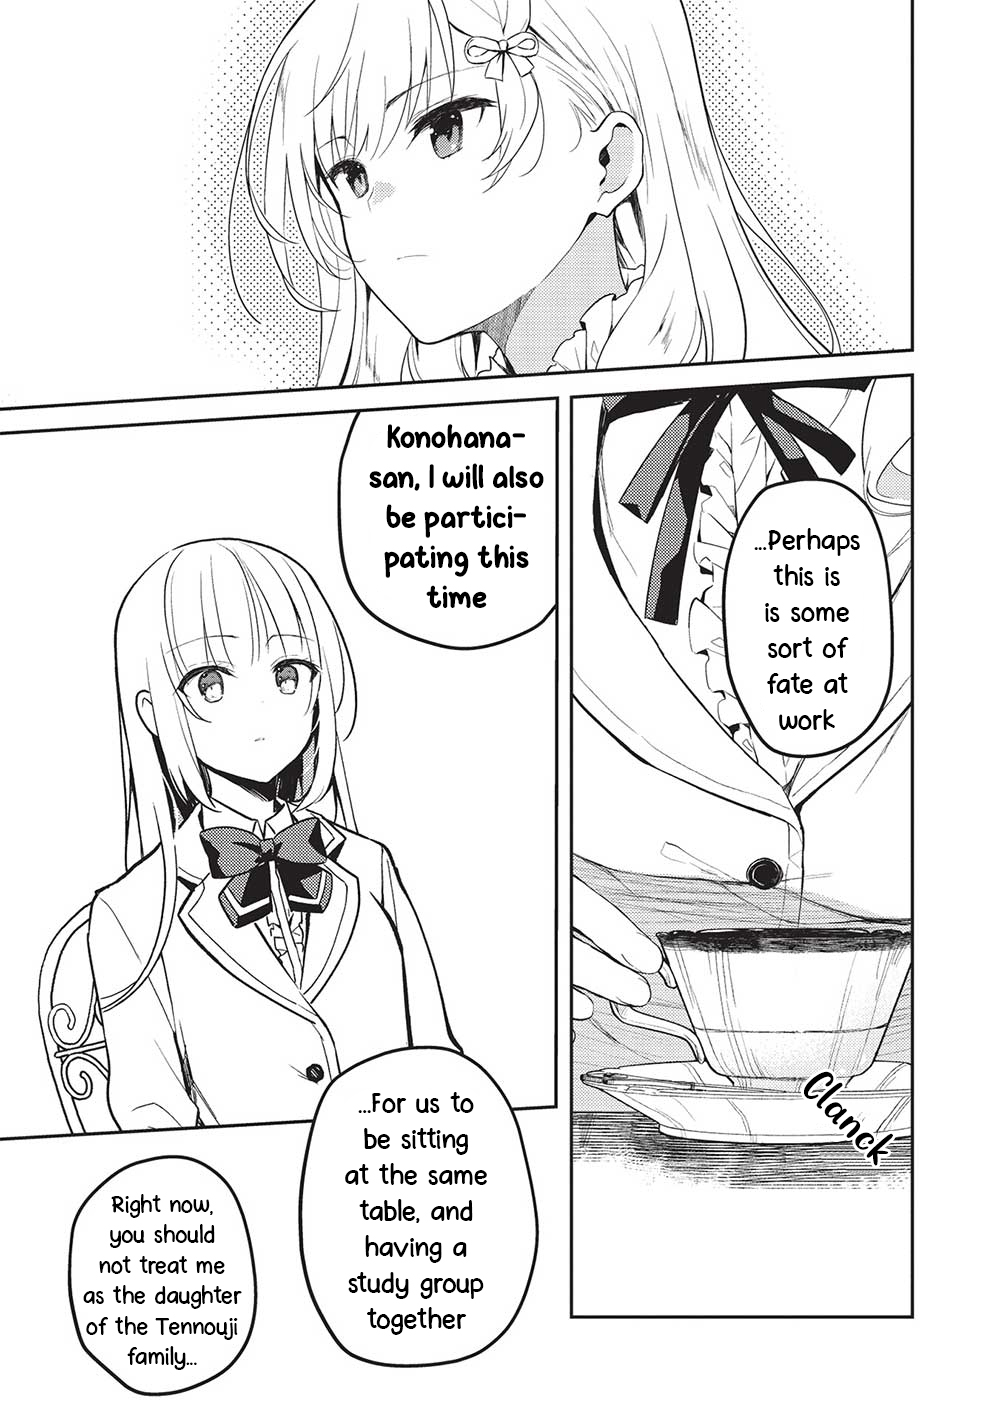 ...Perhaps
this is
is some
sort of
fate at
work
Clanck
Konohana-
san, I will also
be partici-
pating this
time
...For us to
be sitting
at the same
table, and
having a
study group
together
Right now,
you should
not treat me
as the daughter
of the Tennouji
family...